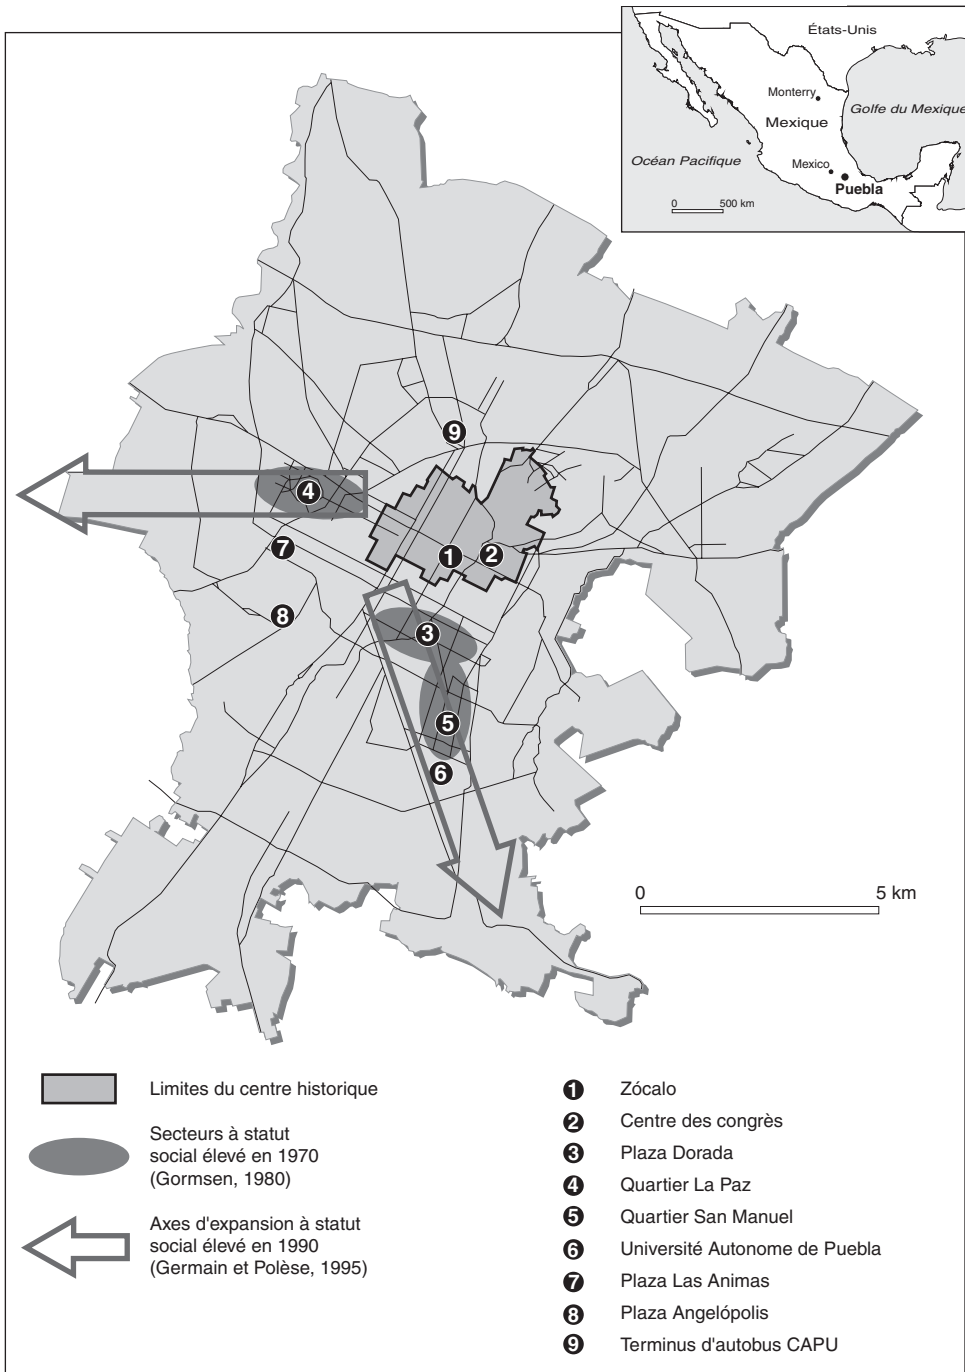 États-Unis
Monterry
Golfe du Mexique
Mexique
Océan Pacifique
Mexico
Puebla
0 500 km
9
4
7
1
2
8
3
5
6
0 5 km
Limites du centre historique
Secteurs à statut
social élevé en 1970
(Gormsen, 1980)
Axes d'expansion à statut
social élevé en 1990
(Germain et Polèse, 1995)
1 Zócalo
2 Centre des congrès
3 Plaza Dorada
4 Quartier La Paz
5 Quartier San Manuel
6 Université Autonome de Puebla
7 Plaza Las Animas
8 Plaza Angelópolis
9 Terminus d'autobus CAPU